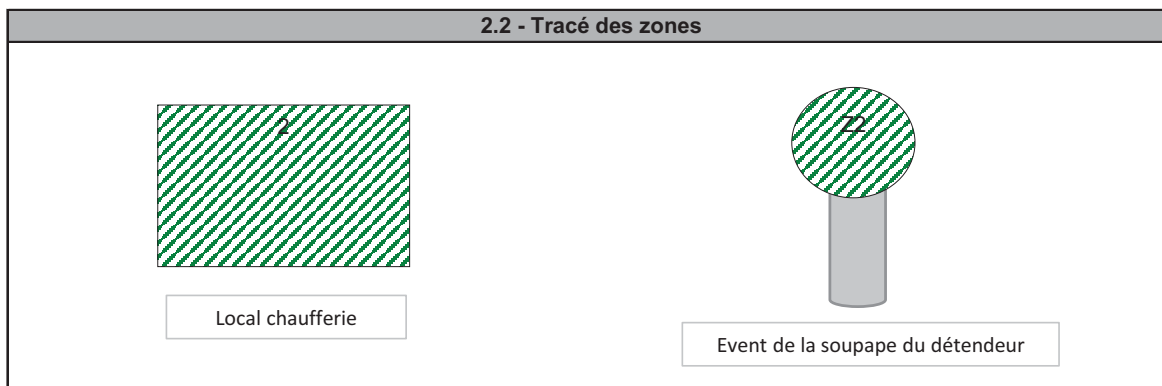 2.2 - Tracé des zones
2
Z2
Local chaufferie
Event de la soupape du détendeur